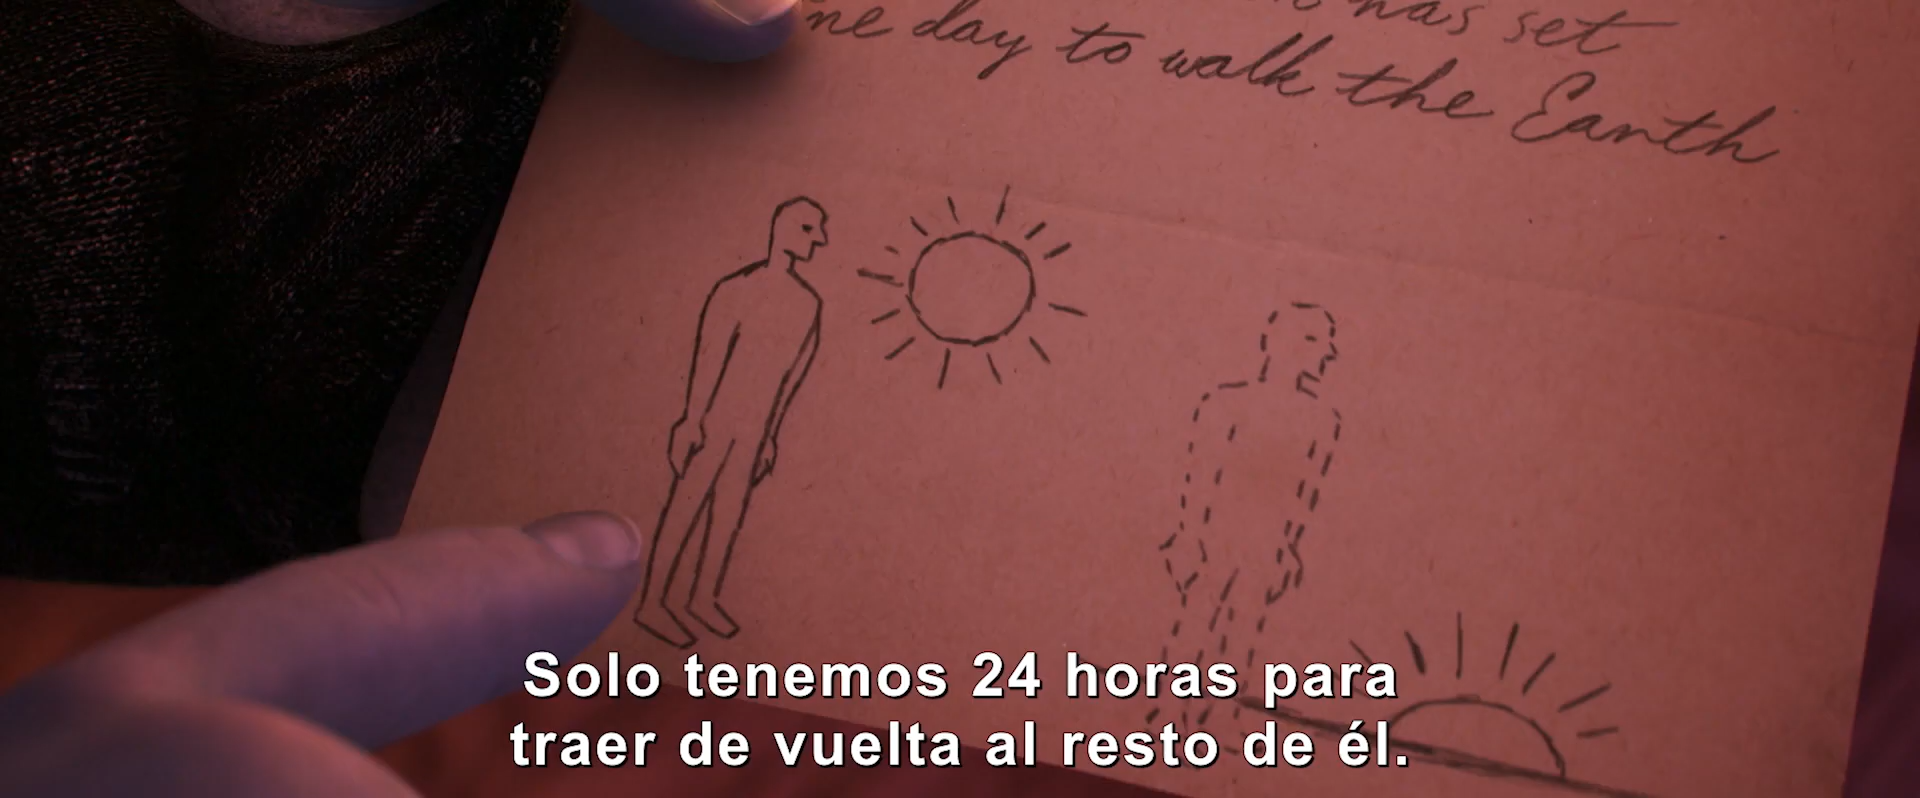 has set
day to walk the Earth
Solo tenemos 24 horas para
traer de vuelta al resto de él.